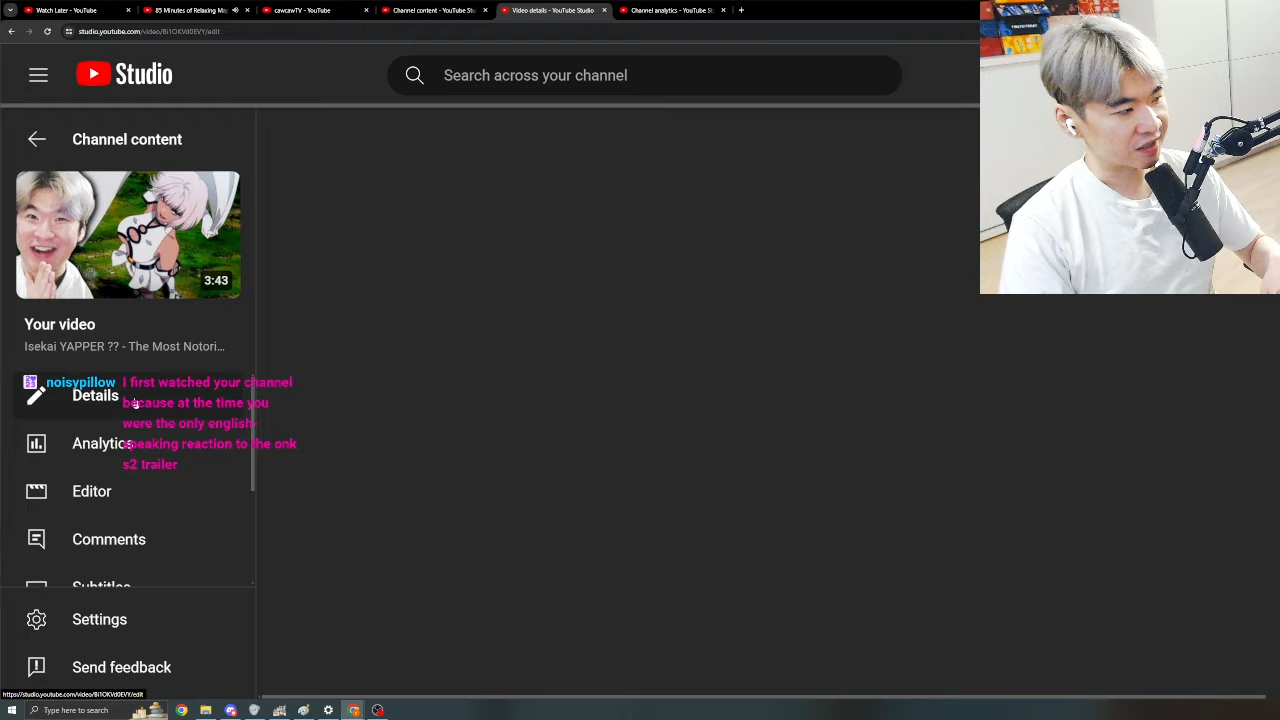 Watch Later - YouTube
85 Minutes of Relaxing Ma
cawcawTV - YouTube
Channel content - YouTube Stu
Video details - YouTube Studio
Channel analytics - YouTube St
studio.youtube.com/video/Bi1OKVd0EVY/edit
Studio
Search across your channel
Channel content
3:43
Your video
Isekai YAPPER ?? - The Most Notori...
noisypillow I first watched your channel
because at the time you
were the only english
speaking reaction to the onk
s2 trailer
Details
Analytics
Editor
Comments
Subtitles
Settings
Send feedback
https://studio.youtube.com/video/Bi1OKVd0EVY/edit
Type here to search